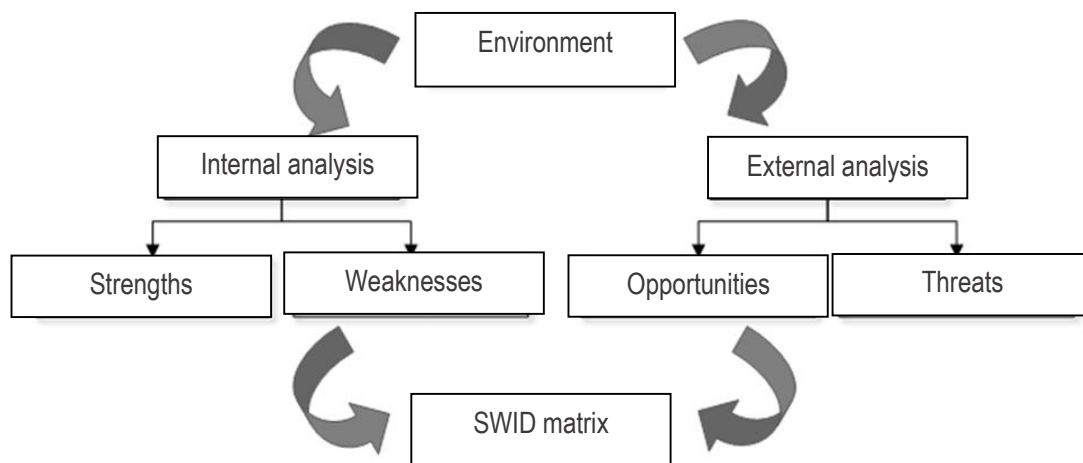 Environment
Internal analysis
External analysis
Strengths
Weaknesses
Opportunities
Threats
SWID matrix